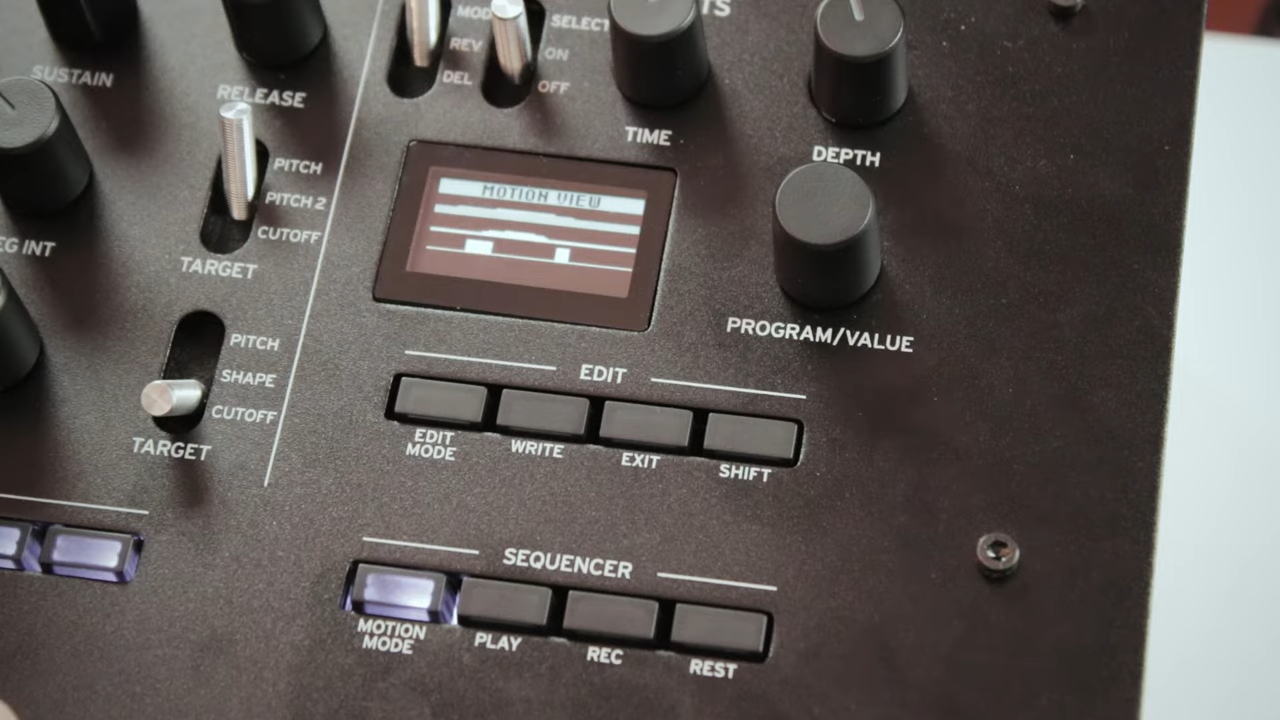 SUSTAIN
RELEASE
MOD
REV
DEL
SELECT
ON
OFF
TIME
DEPTH
PITCH
PITCH 2
CUTOFF
TARGET
EG INT
MOTION VIEW
PROGRAM/VALUE
PITCH
SHAPE
CUTOFF
TARGET
EDIT
EDIT
MODE
WRITE
EXIT
SHIFT
SEQUENCER
MOTION
MODE
PLAY
REC
REST